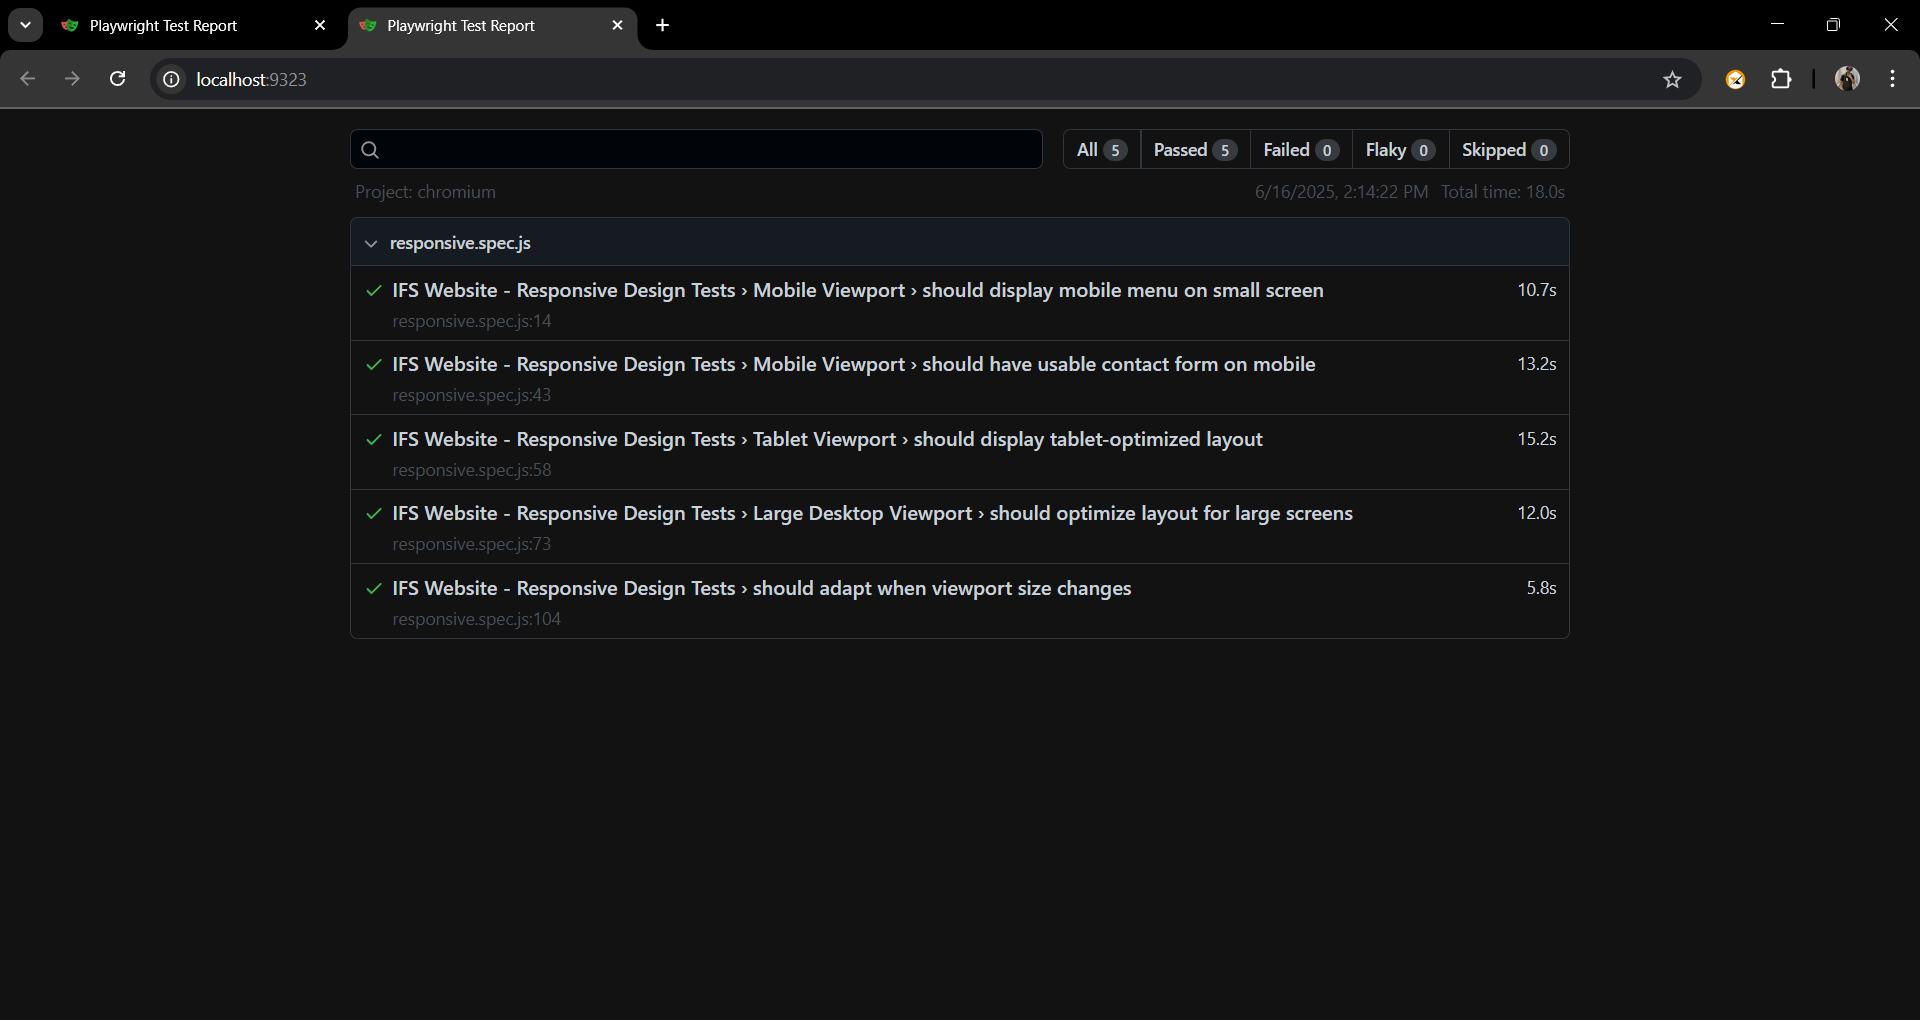 Playwright Test Report
Playwright Test Report
localhost:9323
All 5 Passed 5 Failed 0 Flaky 0 Skipped 0
Project: chromium 6/16/2025, 2:14:22 PM Total time: 18.0s
responsive.spec.js
IFS Website - Responsive Design Tests › Mobile Viewport › should display mobile menu on small screen 10.7s
responsive.spec.js:14
IFS Website - Responsive Design Tests › Mobile Viewport › should have usable contact form on mobile 13.2s
responsive.spec.js:43
IFS Website - Responsive Design Tests › Tablet Viewport › should display tablet-optimized layout 15.2s
responsive.spec.js:58
IFS Website - Responsive Design Tests › Large Desktop Viewport › should optimize layout for large screens 12.0s
responsive.spec.js:73
IFS Website - Responsive Design Tests › should adapt when viewport size changes 5.8s
responsive.spec.js:104